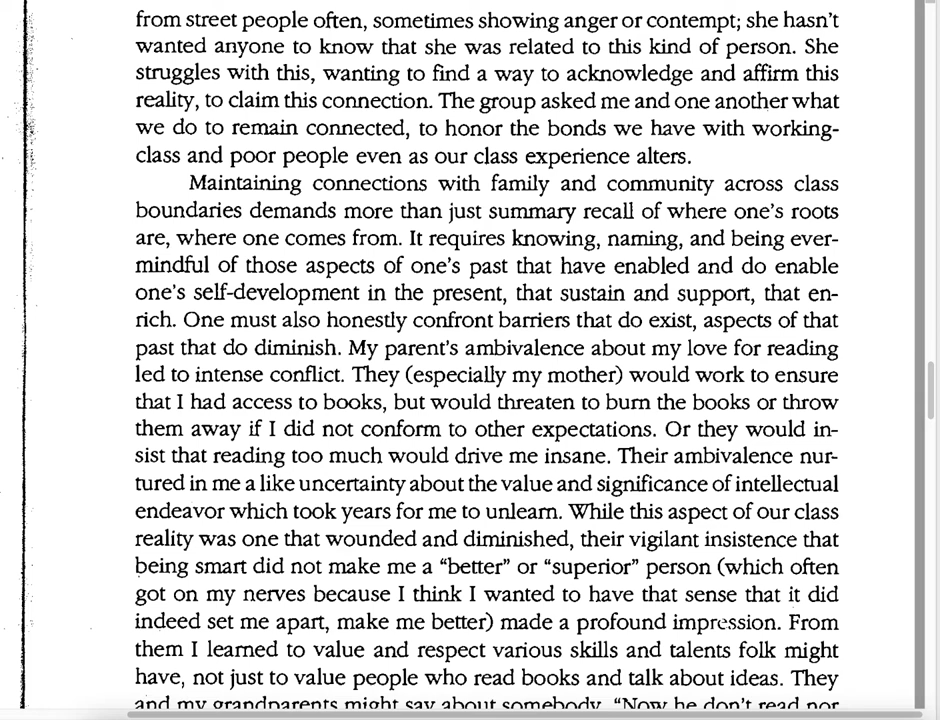 from street people often, sometimes showing anger or contempt; she hasn't
wanted anyone to know that she was related to this kind of person. She
struggles with this, wanting to find a way to acknowledge and affirm this
reality, to claim this connection. The group asked me and one another what
we do to remain connected, to honor the bonds we have with working-
class and poor people even as our class experience alters.
Maintaining connections with family and community across class
boundaries demands more than just summary recall of where one's roots
are, where one comes from. It requires knowing, naming, and being ever-
mindful of those aspects of one's past that have enabled and do enable
one's self-development in the present, that sustain and support, that en-
rich. One must also honestly confront barriers that do exist, aspects of that
past that do diminish. My parent's ambivalence about my love for reading
led to intense conflict. They (especially my mother) would work to ensure
that I had access to books, but would threaten to burn the books or throw
them away if I did not conform to other expectations. Or they would in-
sist that reading too much would drive me insane. Their ambivalence nur-
tured in me a like uncertainty about the value and significance of intellectual
endeavor which took years for me to unlearn. While this aspect of our class
reality was one that wounded and diminished, their vigilant insistence that
being smart did not make me a "better" or "superior" person (which often
got on my nerves because I think I wanted to have that sense that it did
indeed set me apart, make me better) made a profound impression. From
them I learned to value and respect various skills and talents folk might
have, not just to value people who read books and talk about ideas. They
and my grandparents might say about somebody, "Now he don't read nor